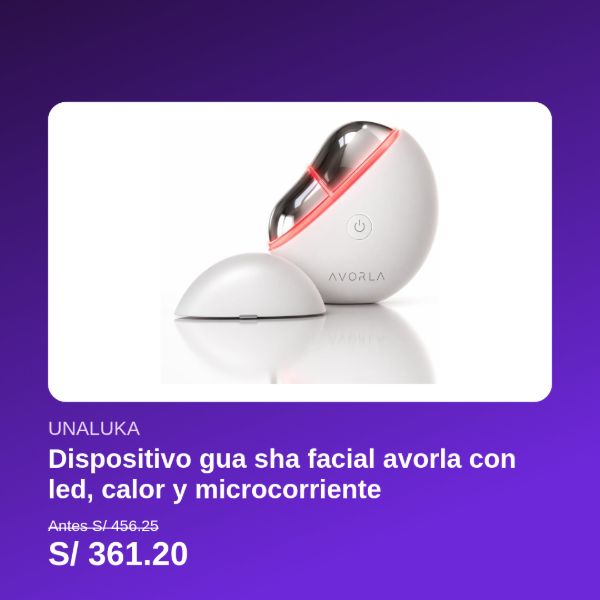 AVORLA
UNALUKA
Dispositivo gua sha facial avorla con
led, calor y microcorriente
Antes S/ 456.25
S/ 361.20